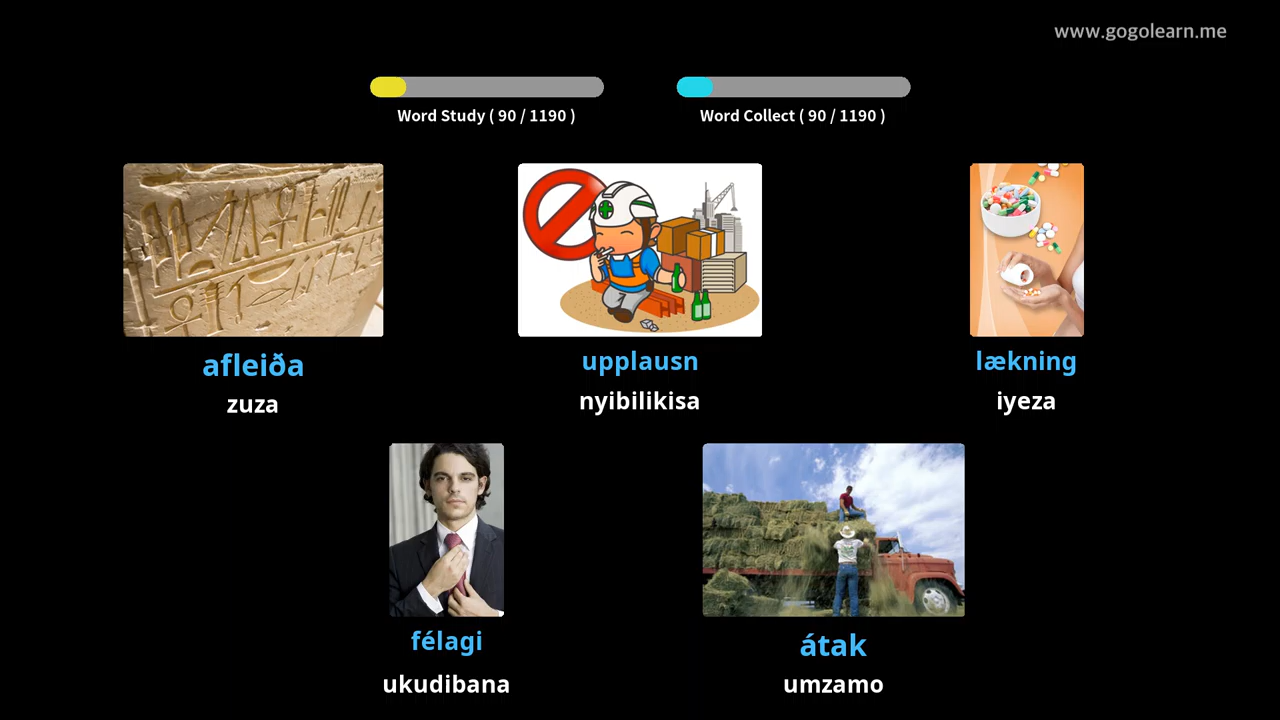 www.gogolearn.me
Word Study ( 90 / 1190 )
Word Collect ( 90 / 1190 )
afleiða
zuza
upplausn
nyibilikisa
lækning
iyeza
félagi
ukudibana
átak
umzamo